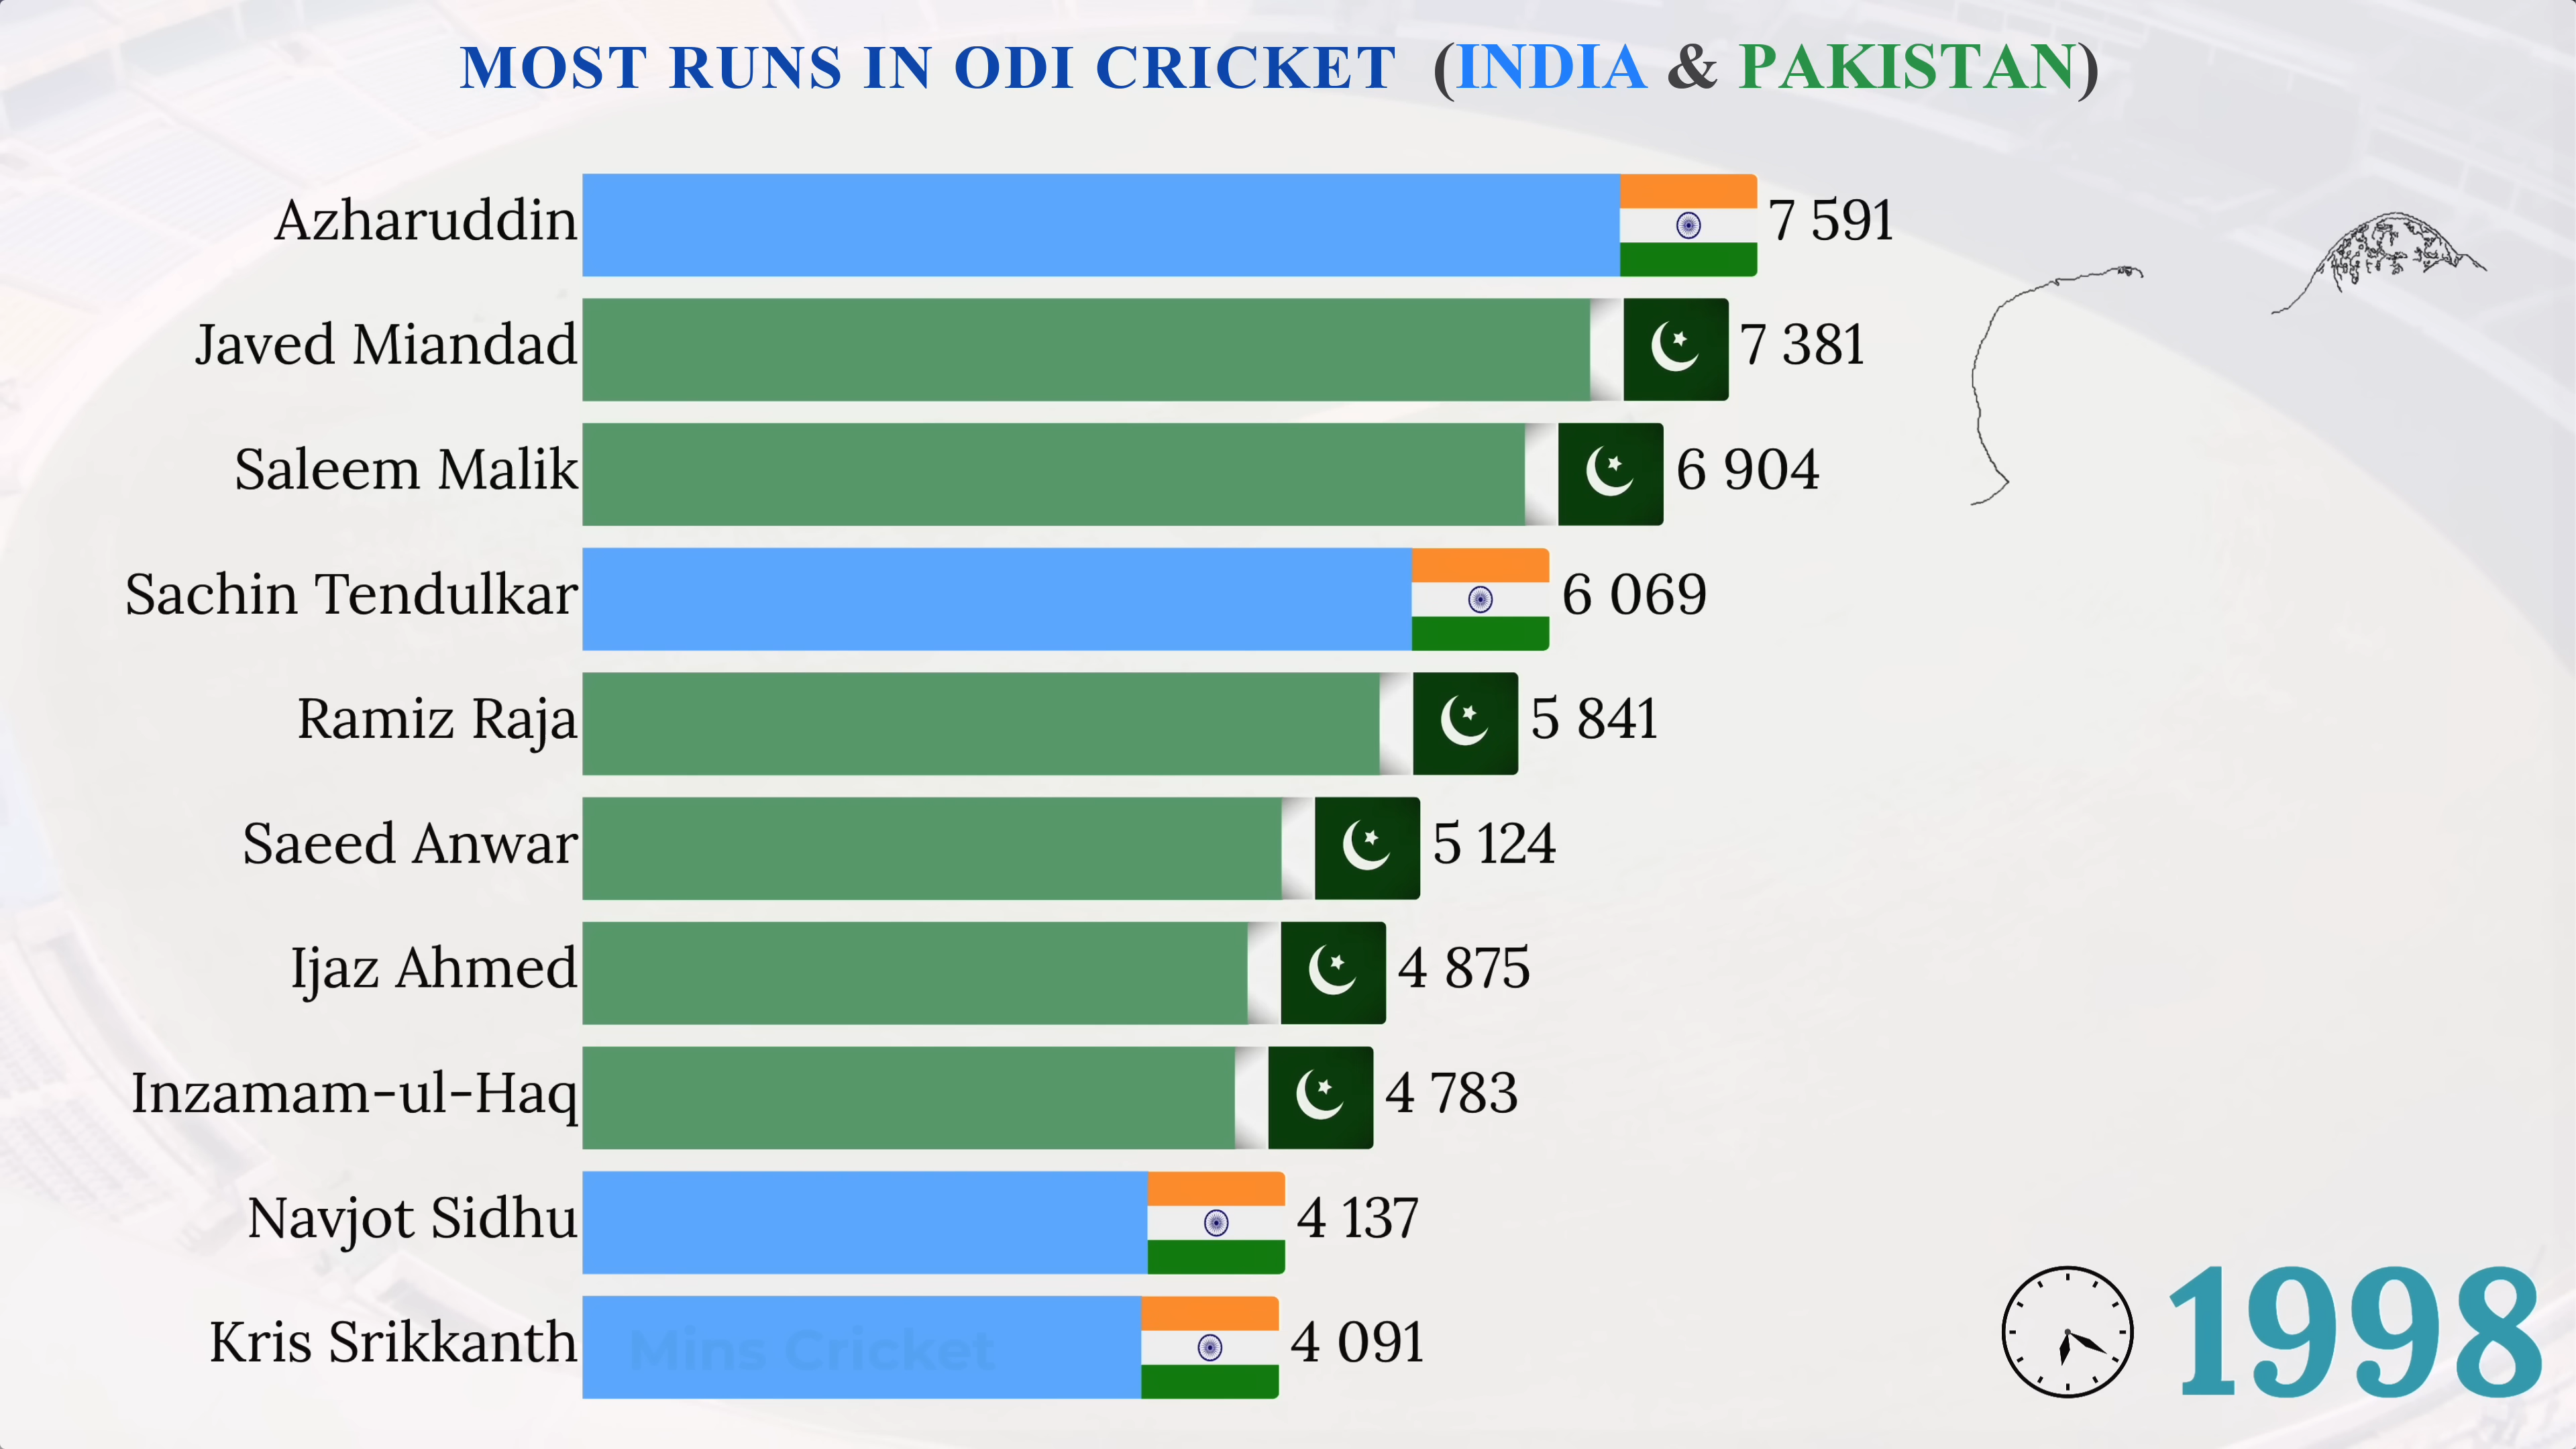 MOST RUNS IN ODI CRICKET (INDIA & PAKISTAN)
Azharuddin 7 591
Javed Miandad 7 381
Saleem Malik 6 904
Sachin Tendulkar 6 069
Ramiz Raja 5 841
Saeed Anwar 5 124
Ijaz Ahmed 4 875
Inzamam-ul-Haq 4 783
Navjot Sidhu 4 137
Kris Srikkanth Mins Cricket 4 091
1998